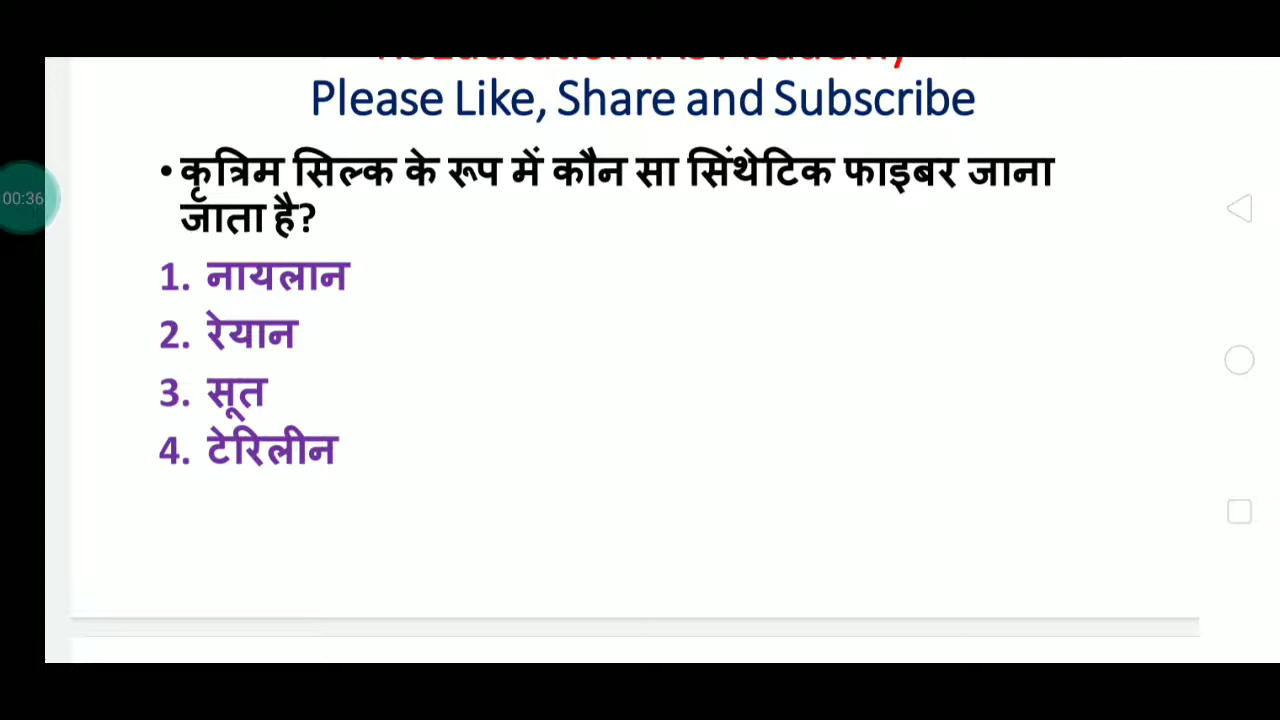 Please Like, Share and Subscribe
• कृत्रिम सिल्क के रूप में कौन सा सिंथेटिक फाइबर जाना
जाता है?
00:36
1. नायलान
2. रेयान
3. सूत
4. टेरिलीन